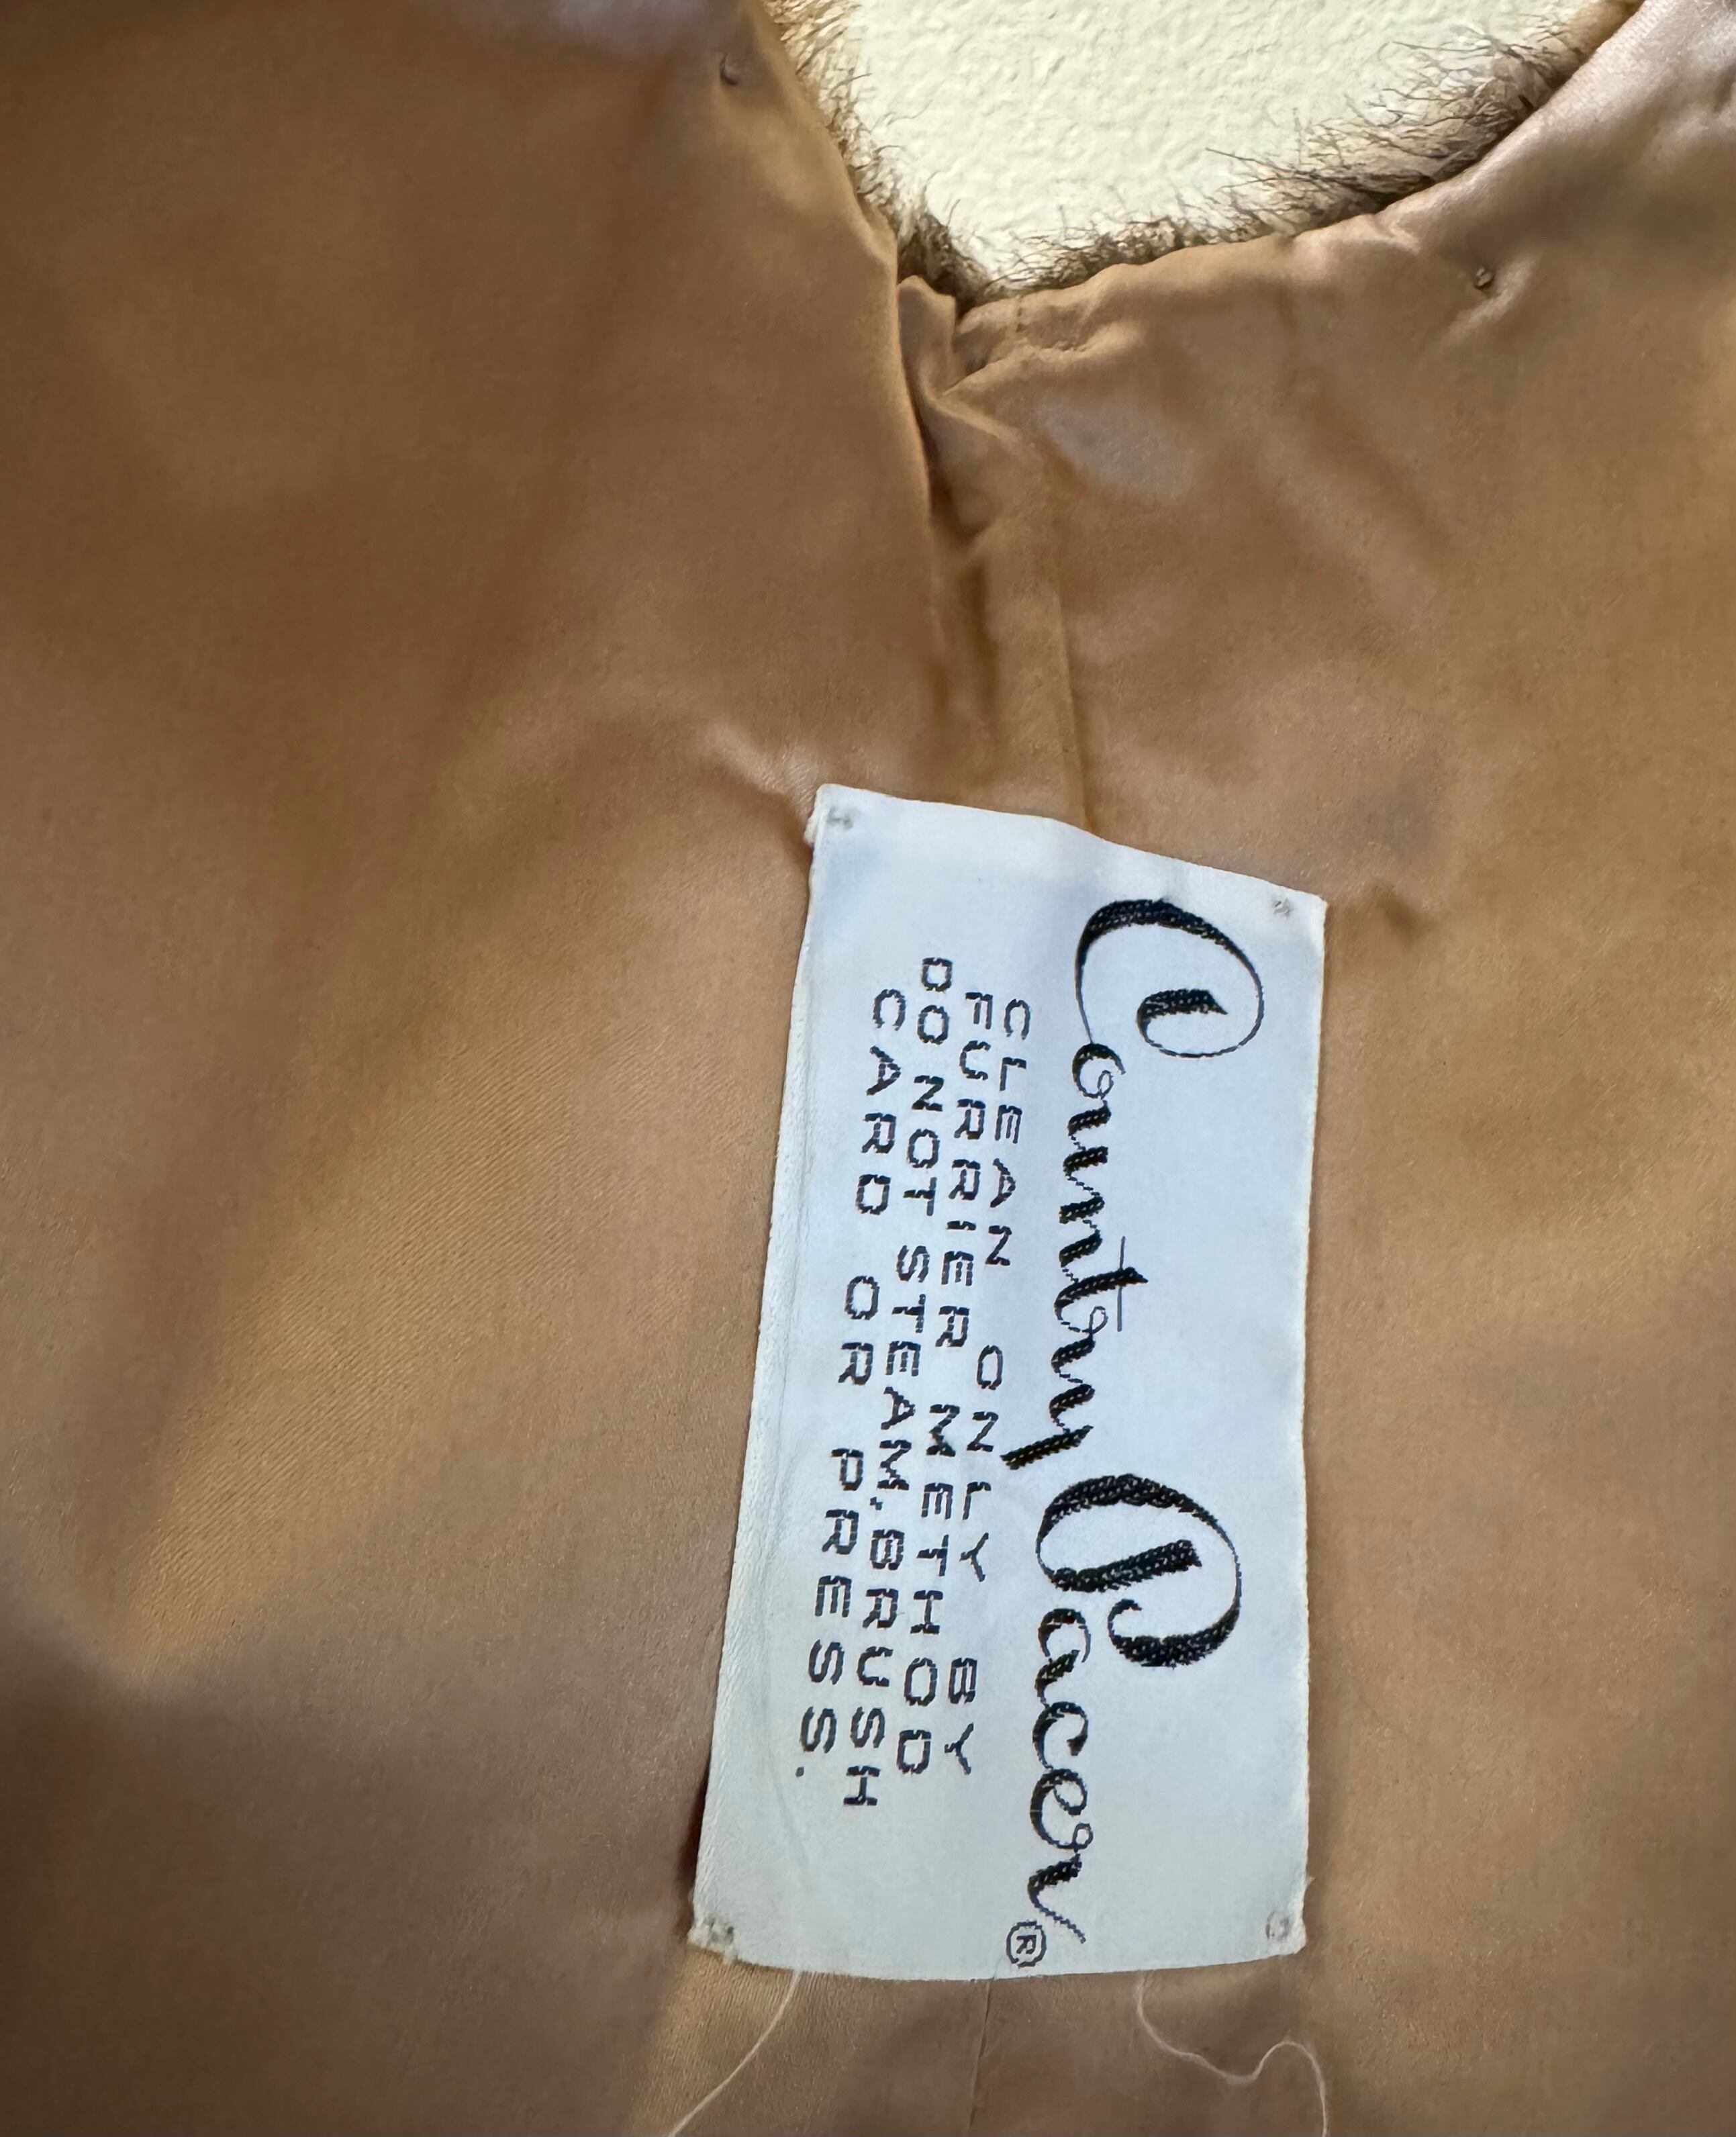 Country Pacer®
CLEAN ONLY BY
FURRIER METHOD
DO NOT STEAM, BRUSH
CARD OR PRESS.